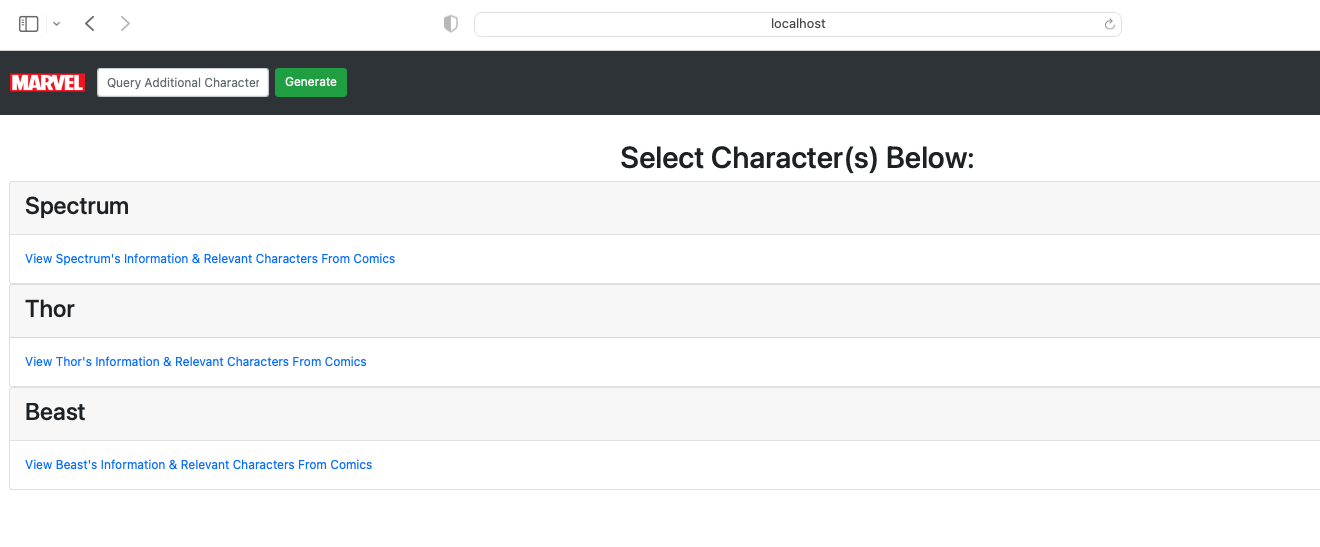 localhost
MARVEL Query Additional Character Generate
Select Character(s) Below:
Spectrum
View Spectrum's Information & Relevant Characters From Comics
Thor
View Thor's Information & Relevant Characters From Comics
Beast
View Beast's Information & Relevant Characters From Comics